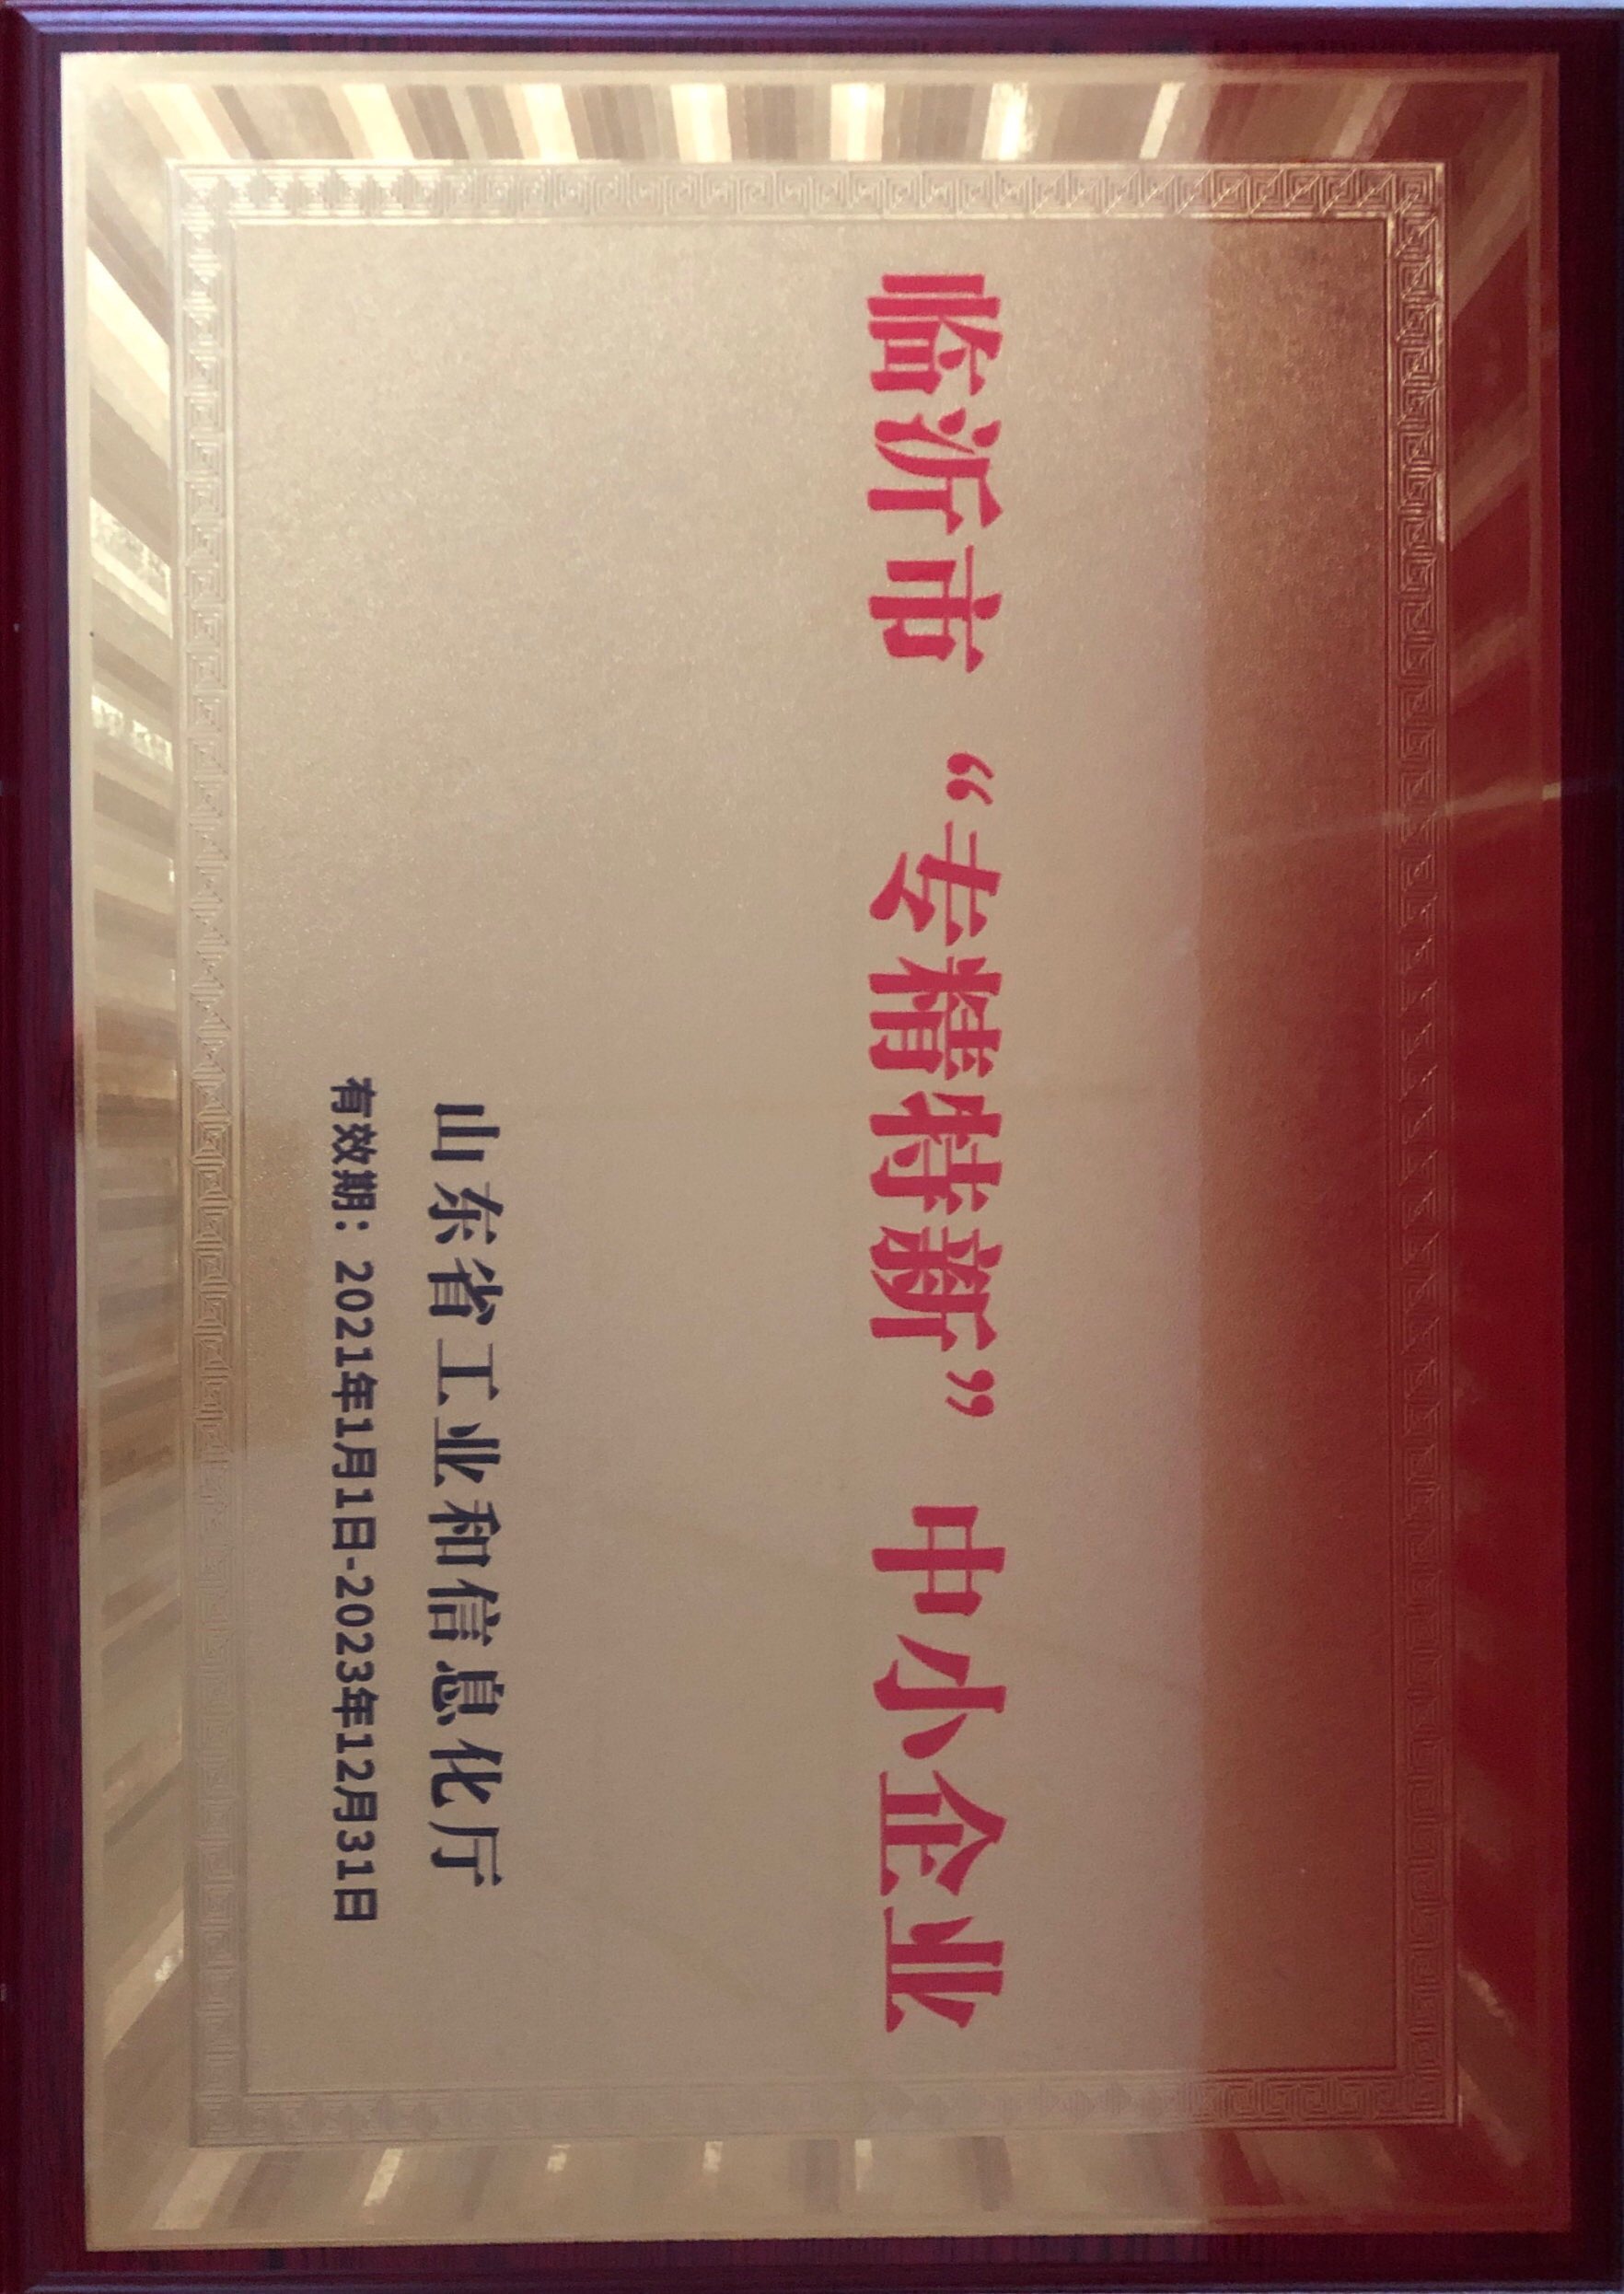 临沂市“专精特新”中小企业
山东省工业和信息化厅
有效期：2021年1月1日-2023年12月31日